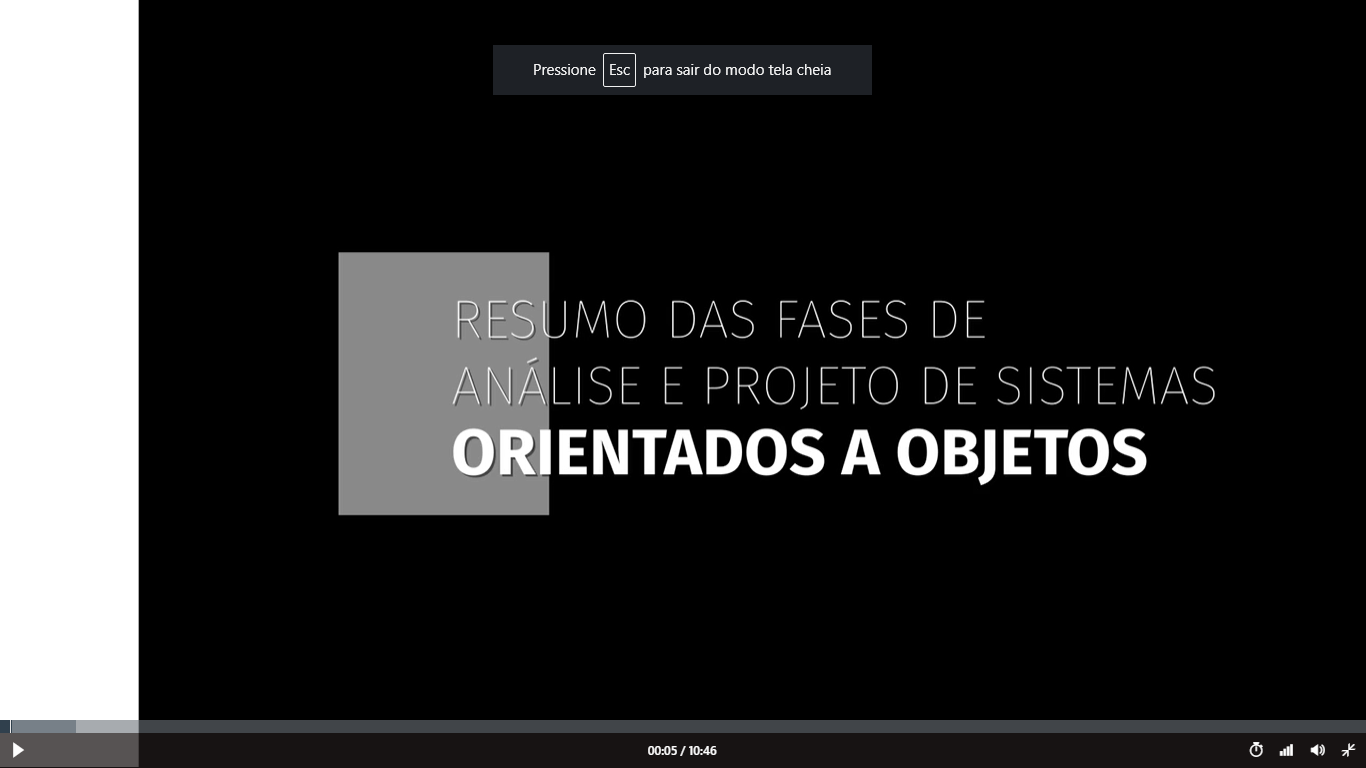 Pressione Esc para sair do modo tela cheia
RESUMO DAS FASES DE
ANÁLISE E PROJETO DE SISTEMAS
ORIENTADOS A OBJETOS
00:05 / 10:46